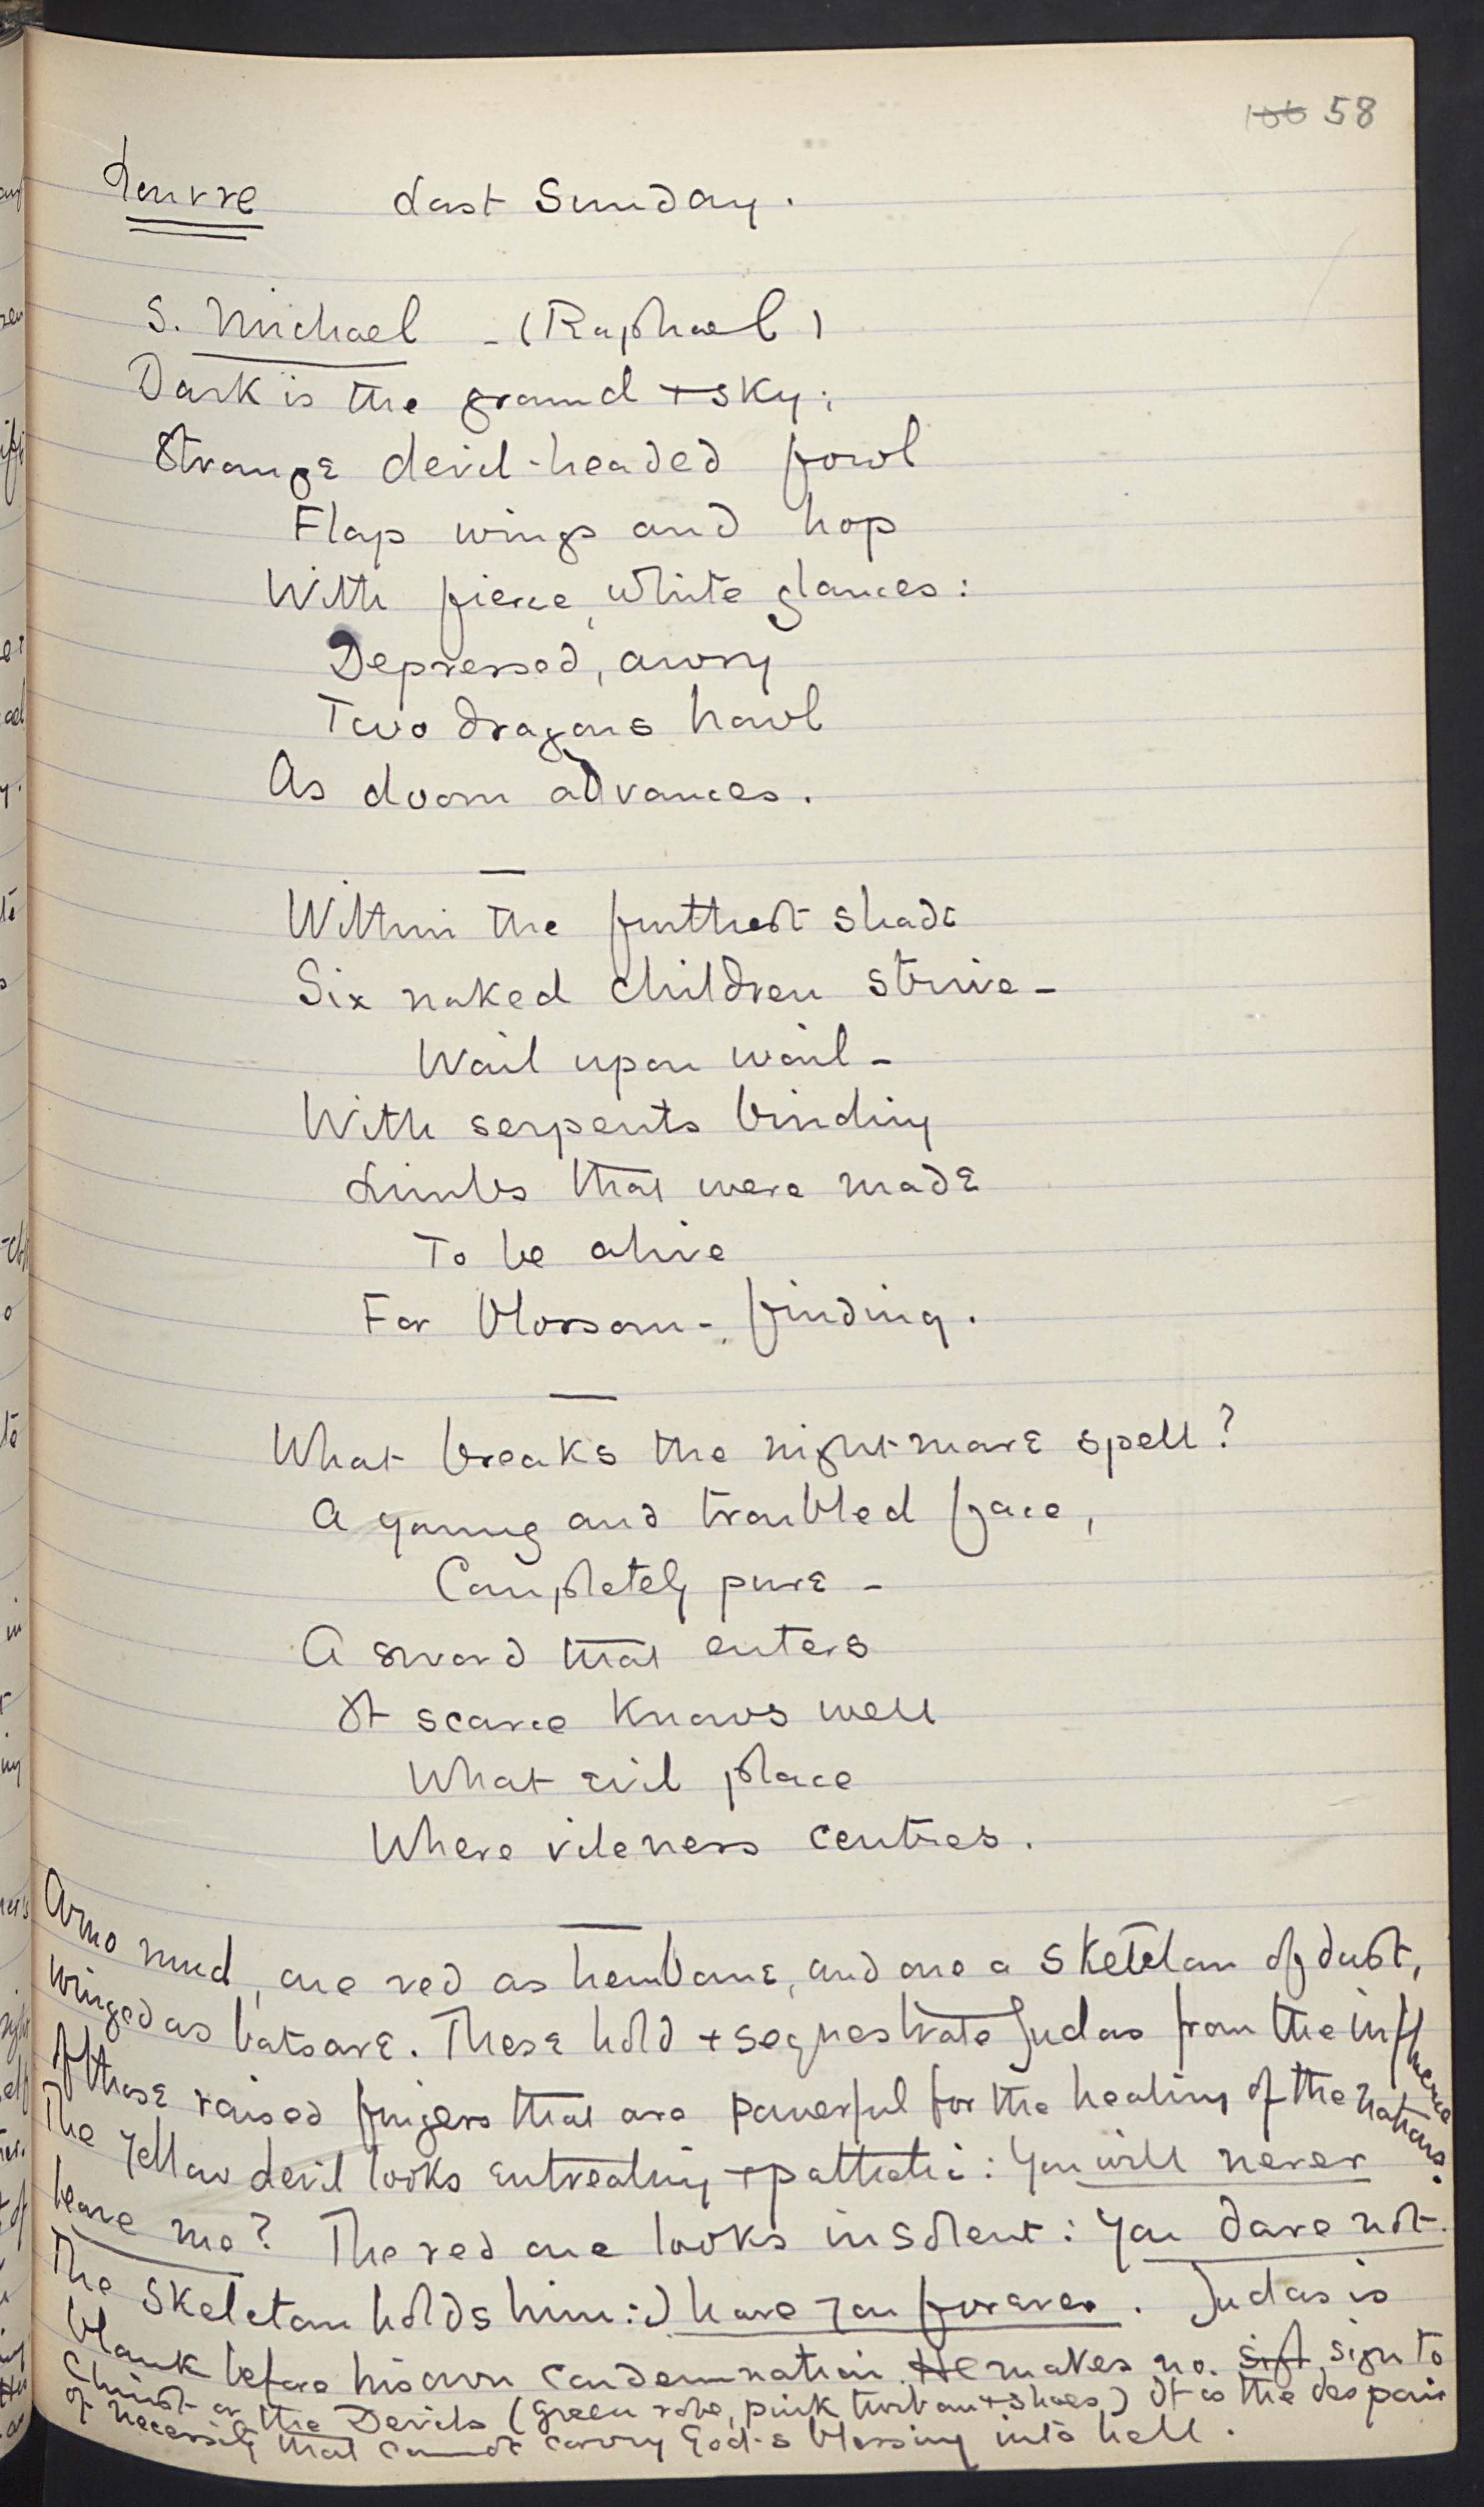 106 58
Louvre Last Sunday.
S. Michael - (Raphael)
Dark is the ground + sky;
Strange devil-headed fowl
Flap wings and hop
With fierce, white glances:
Depressed, awry
Two dragons howl
As doom advances.
Within the furthest shade
Six naked children strive -
Wail upon wail -
With serpents binding
Limbs that were made
To be alive
For blossom-finding.
What breaks the nightmare spell?
A young and troubled face,
Completely pure -
A sword that enters
It scarce knows well
What evil place
Where vileness centres.
Arno mud, one red as henbane, and one a skeleton of dust,
winged as bats are. These hold + sequestrate Judas from the influence
of those raised fingers that are powerful for the healing of the nations.
The Yellow devil looks entreating + pathetic: You will never
leave me? The red one looks insolent: You dare not.
The Skeleton holds him: I have you forever. Judas is
blank before his own condemnation. He makes no. sift sign to
Christ or the Devils (green robe, pink turban + shoes) It is the despair
of necessity that cannot carry God's blessing into hell.